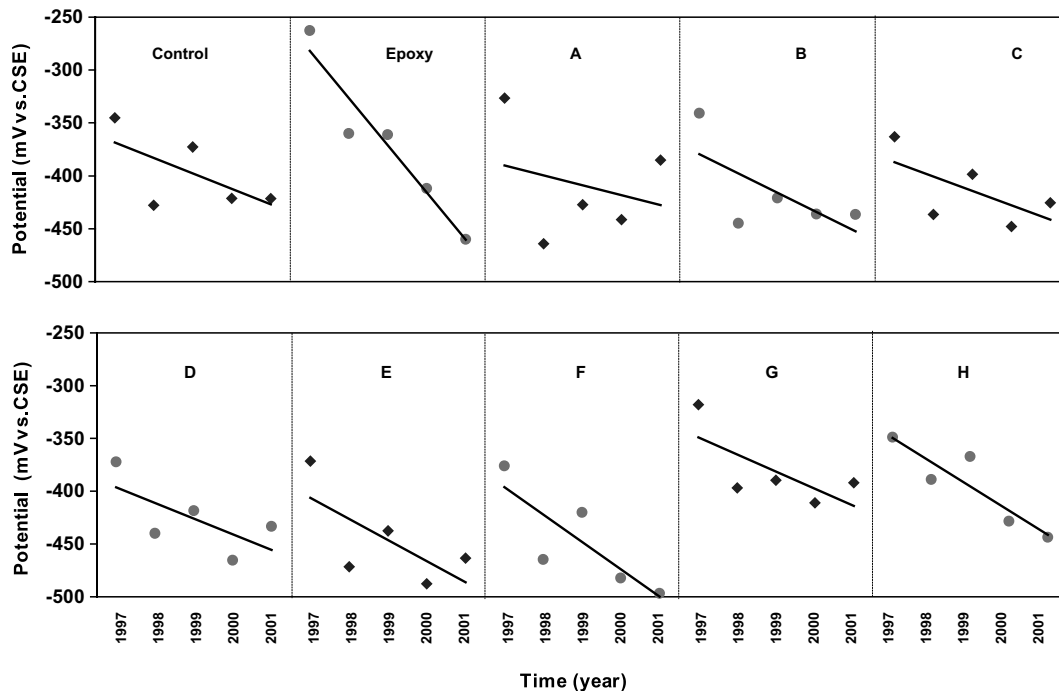 -250
-300
-350
-400
-450
-500
Potential (mV vs.CSE)
Control
Epoxy
A
B
C
-250
-300
-350
-400
-450
-500
Potential (mV vs.CSE)
D
E
F
G
H
1997 1998 1999 2000 2001 1997 1998 1999 2000 2001 1997 1998 1999 2000 2001 1997 1998 1999 2000 2001 1997 1998 1999 2000 2001
Time (year)